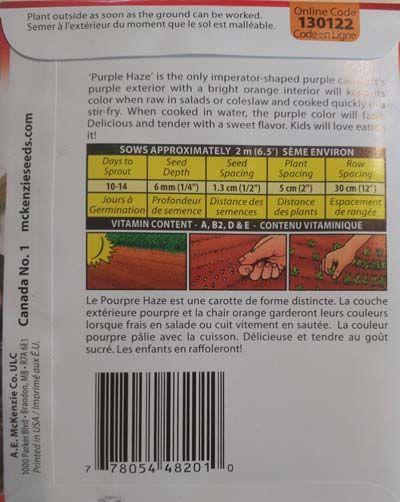 Plant outside as soon as the ground can be worked.
Semer à l'extérieur du moment que le sol est malléable.
Online Code
130122
Code en Ligne
'Purple Haze' is the only imperator-shaped purple It's
purple exterior with a bright orange interior will keep its
color when raw in salads or coleslaw and cooked quickly in a
stir-fry. When cooked in water, the purple color will fade.
Delicious and tender with a sweet flavor. Kids will love eating
it!
SOWS APPROXIMATELY 2 m (6.5') SÈME ENVIRON
Days to Sprout
Seed Depth
Seed Spacing
Plant Spacing
Row Spacing
10-14
6 mm (1/4")
1.3 cm (1/2")
5 cm (2")
30 cm (12")
Jours à Germination
Profondeur de semence
Distance des semences
Distance des plants
Espacement de rangée
VITAMIN CONTENT - A, B2, D & E - CONTENU VITAMINIQUE
Le Pourpre Haze est une carotte de forme distincte. La couche
extérieure pourpre et la chair orange garderont leurs couleurs
lorsque frais en salade ou cuit vitement en sautée. La couleur
pourpre pâlie avec la cuisson. Délicieuse et tendre au goût
sucré. Les enfants en raffoleront!
7 78054 48201 0
Canada No. 1 mckenzieseeds.com
A.E. McKenzie Co. ULC
1000 Parker Blvd • Brandon, MB • R7A 6E1
Printed in USA / Imprimé aux É.U.